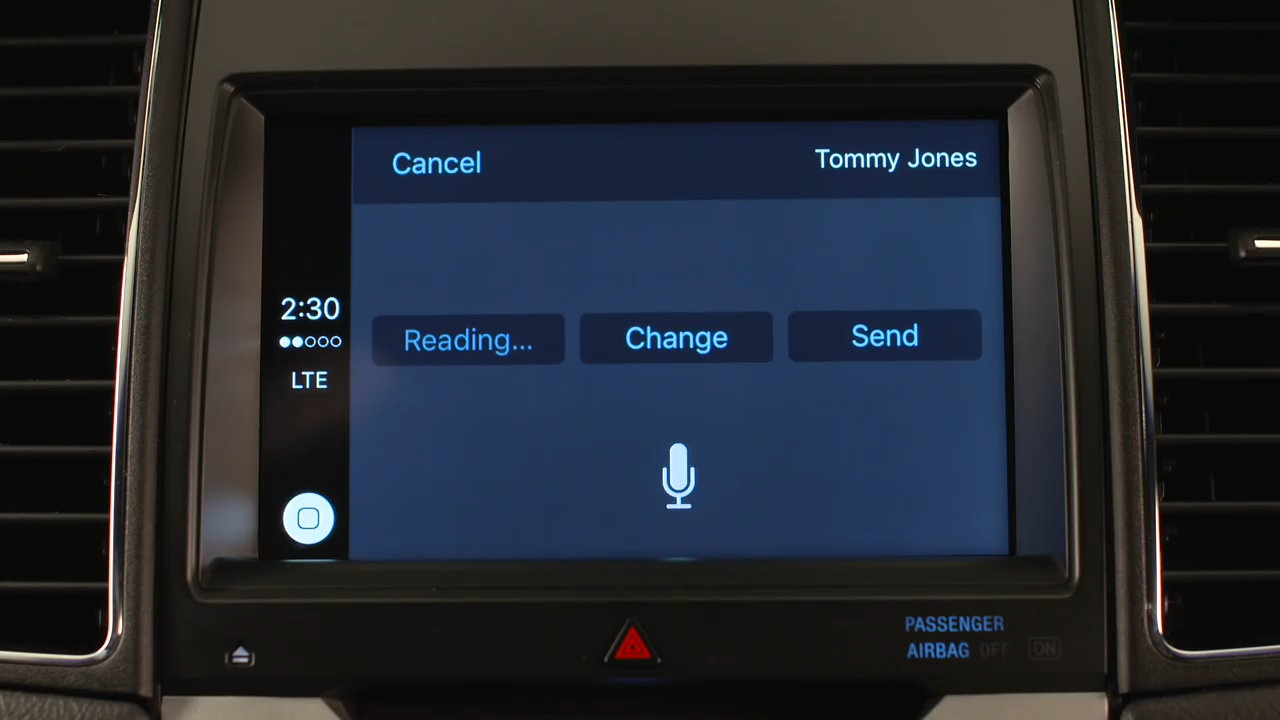 Cancel
Tommy Jones
2:30
LTE
Reading...
Change
Send
PASSENGER
AIRBAG OFF ON